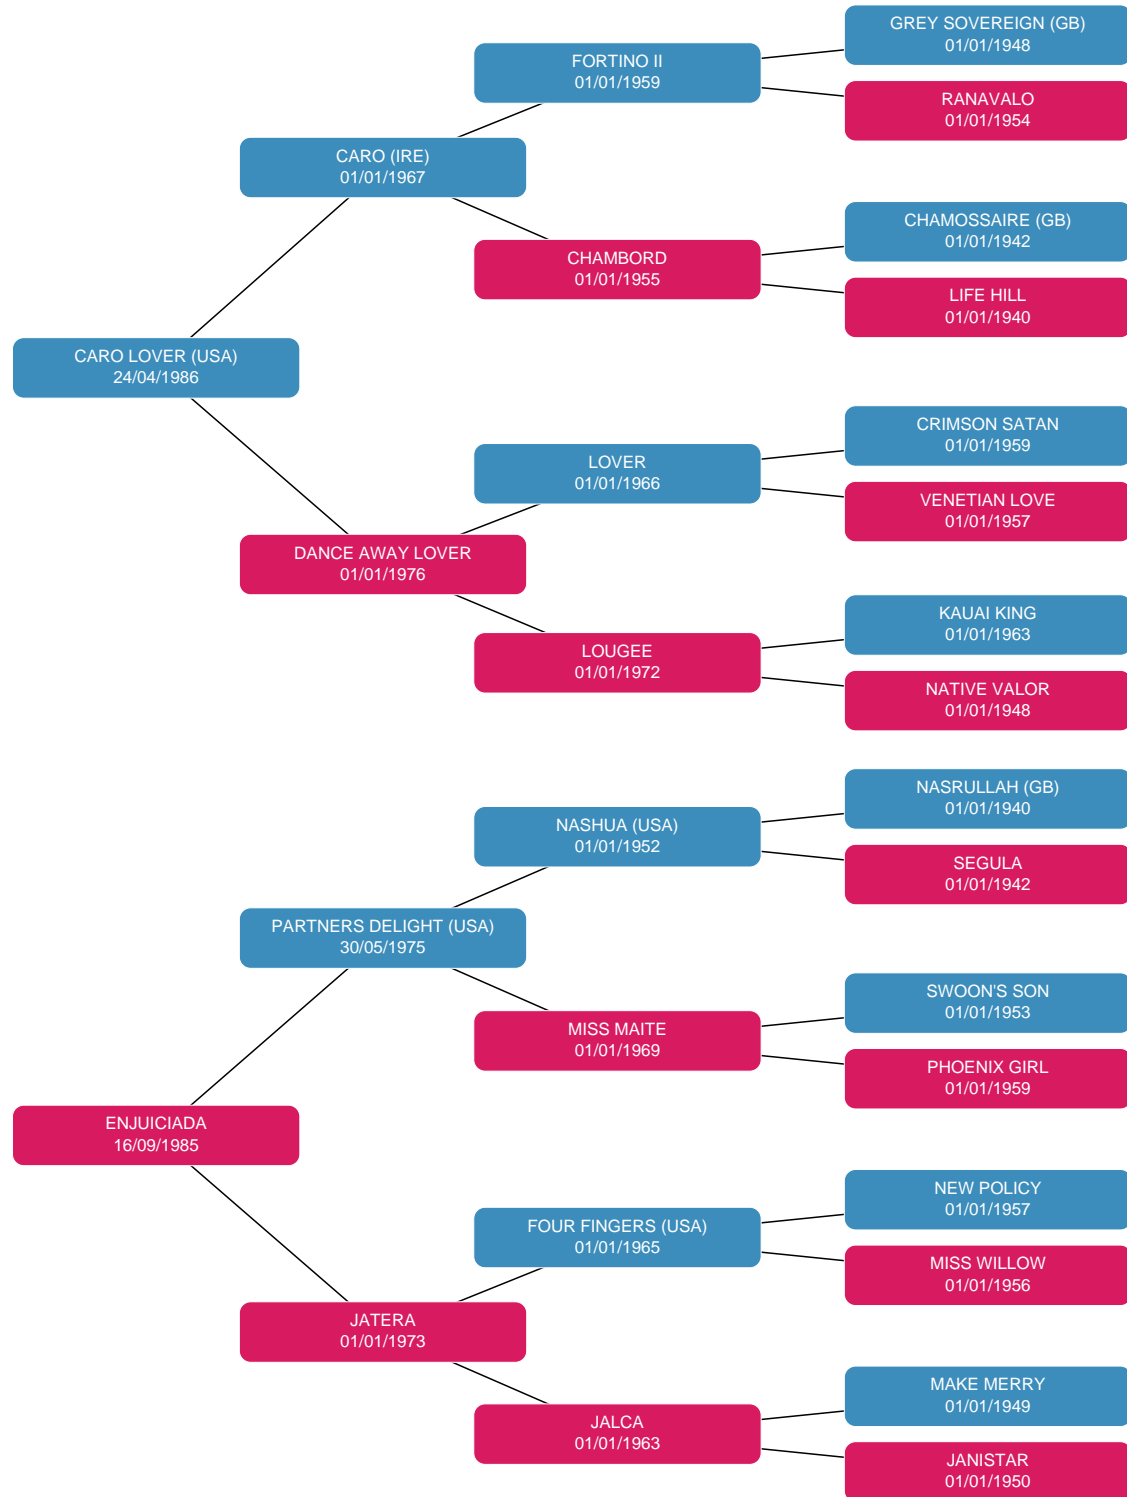 GREY SOVEREIGN (GB)
01/01/1948
FORTINO II
01/01/1959
RANAVALO
01/01/1954
CARO (IRE)
01/01/1967
CHAMOSSAIRE (GB)
01/01/1942
CHAMBORD
01/01/1955
LIFE HILL
01/01/1940
CARO LOVER (USA)
24/04/1986
CRIMSON SATAN
01/01/1959
LOVER
01/01/1966
VENETIAN LOVE
01/01/1957
DANCE AWAY LOVER
01/01/1976
KAUAI KING
01/01/1963
LOUGEE
01/01/1972
NATIVE VALOR
01/01/1948
NASRULLAH (GB)
01/01/1940
NASHUA (USA)
01/01/1952
SEGULA
01/01/1942
PARTNERS DELIGHT (USA)
30/05/1975
SWOON'S SON
01/01/1953
MISS MAITE
01/01/1969
PHOENIX GIRL
01/01/1959
ENJUICIADA
16/09/1985
NEW POLICY
01/01/1957
FOUR FINGERS (USA)
01/01/1965
MISS WILLOW
01/01/1956
JATERA
01/01/1973
MAKE MERRY
01/01/1949
JALCA
01/01/1963
JANISTAR
01/01/1950